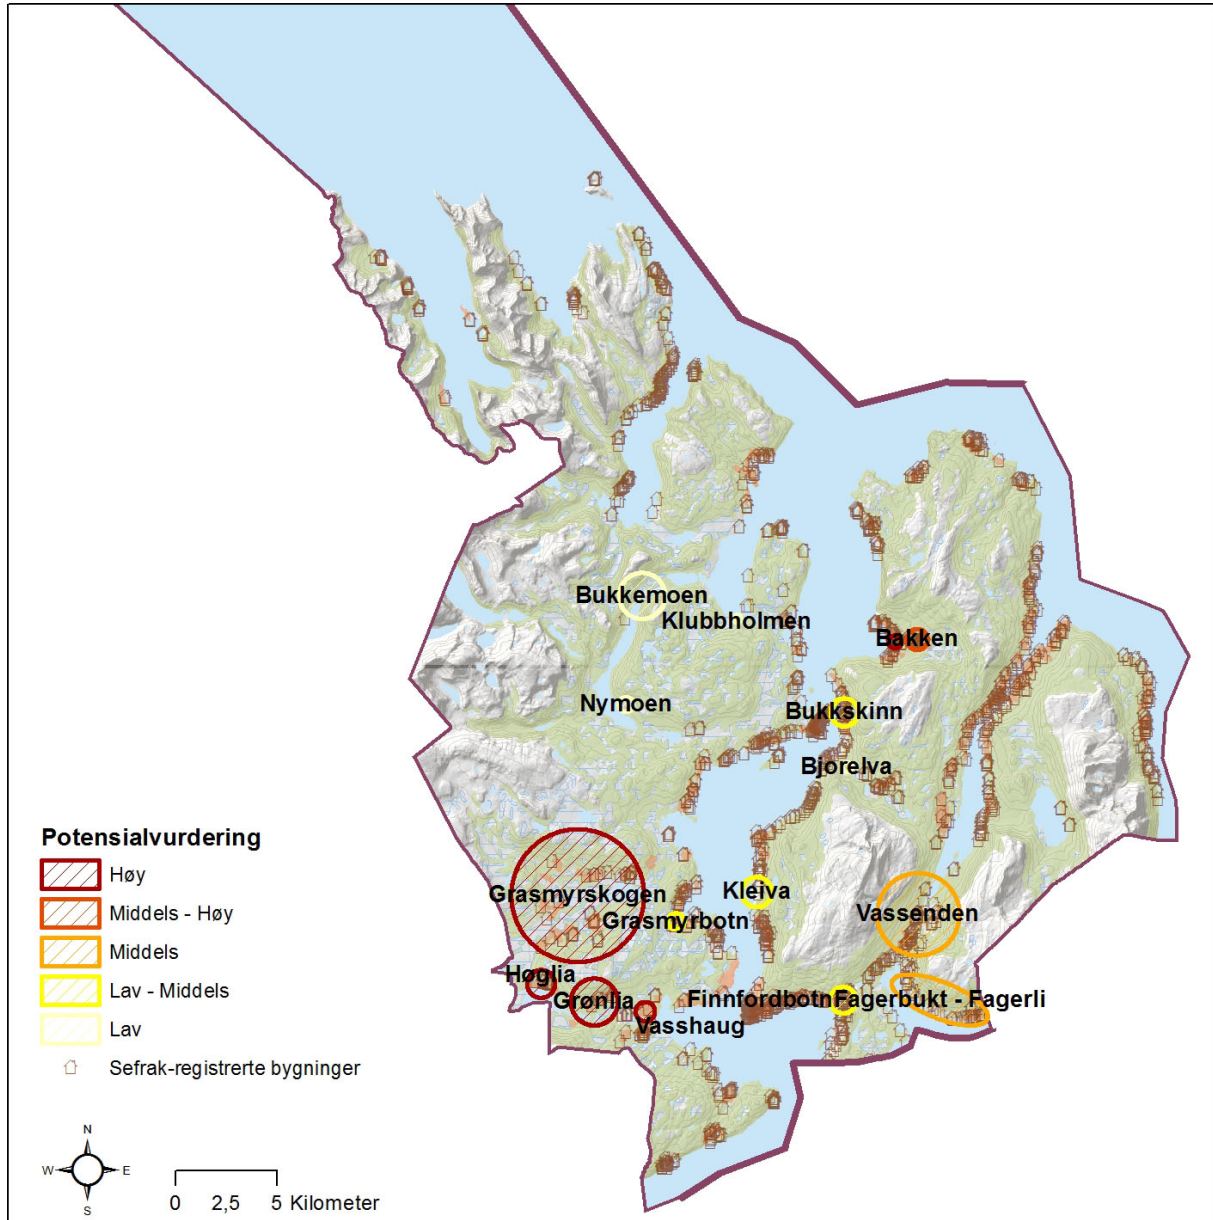 Bukkemoen
Klubbholmen
Bakken
Nymoen
Bukkskinn
Bjorelva
Grasmyrskogen
Kleiva
Grasmyrbotn
Vassenden
Høglia
Grønlia
Vasshaug
Finnfordbotn
Fagerbukt - Fagerli
Potensialvurdering
Høy
Middels - Høy
Middels
Lav - Middels
Lav
Sefrak-registrerte bygninger
N
W E
S
0 2,5 5 Kilometer